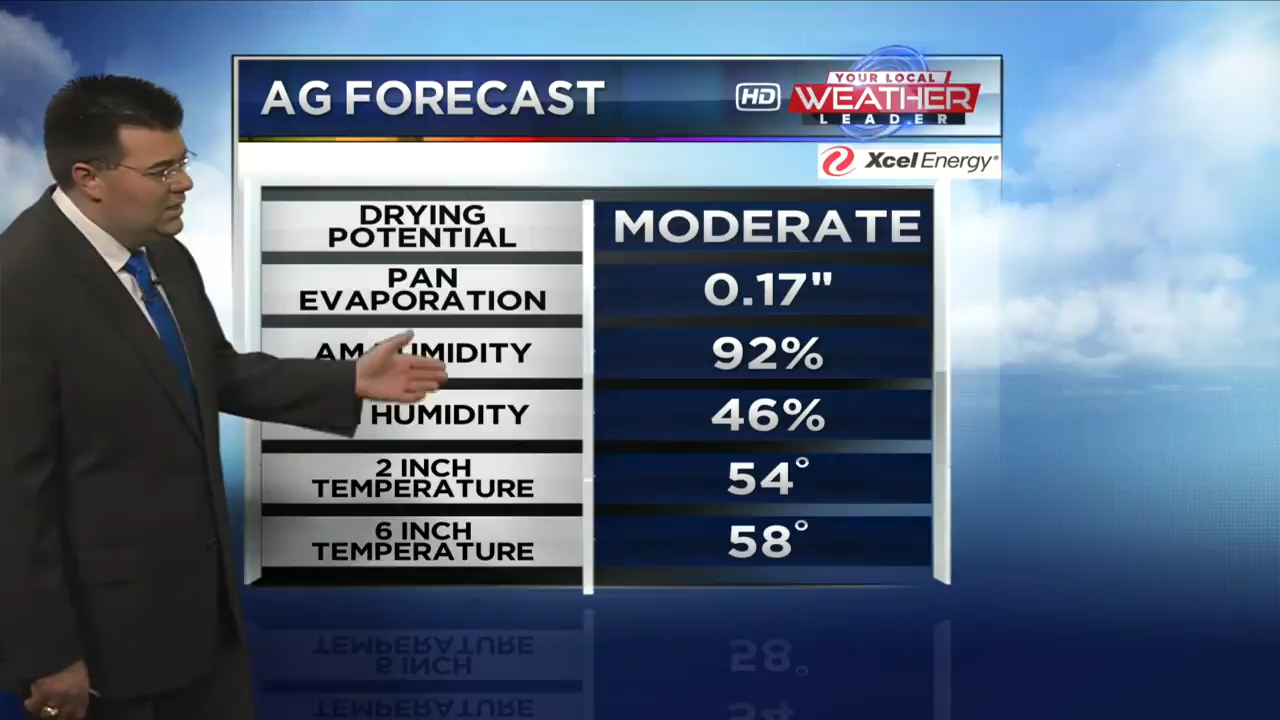 AG FORECAST
HD
YOUR LOCAL
WEATHER
LEADER
Xcel Energy®
DRYING
POTENTIAL
MODERATE
PAN
EVAPORATION
0.17"
AM HUMIDITY
92%
HUMIDITY
46%
2 INCH
TEMPERATURE
54°
6 INCH
TEMPERATURE
58°